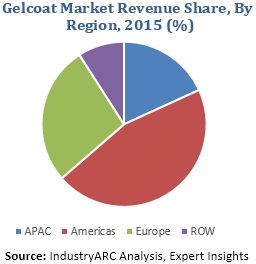 Gelcoat Market Revenue Share, By
Region, 2015 (%)
APAC Americas Europe ROW
Source: IndustryARC Analysis, Expert Insights